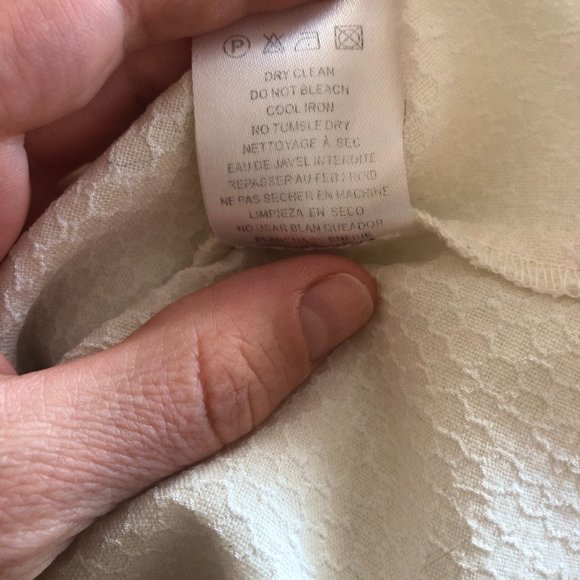 P
DRY CLEAN
DO NOT BLEACH
COOL IRON
NO TUMBLE DRY
NETTOYAGE À SEC
EAU DE JAVEL INTERDITE
REPASSER AU FER FROID
NE PAS SECHER EN MACHINE
LIMPIEZA EN SECO
NO USAR BLANQUEADOR